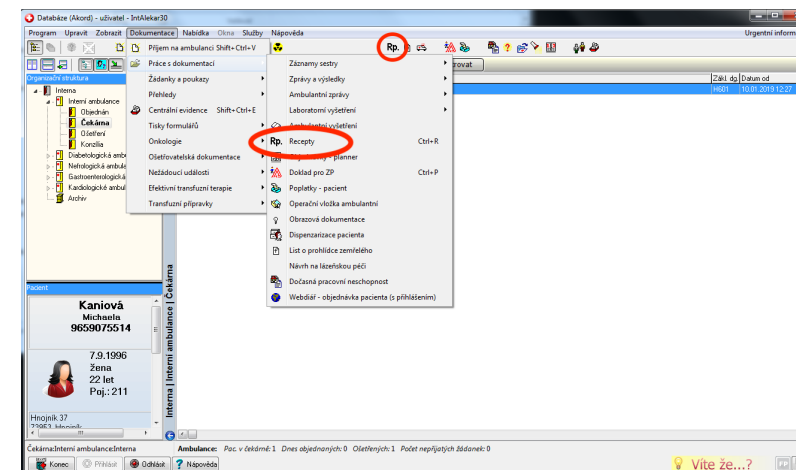 Databáze (Akord) - uživatel - IntAlekar30
Program Upravit Zobrazit Dokumentace Nabídka Okna Služby Nápověda
Urgentní inform
Rp.
Příjem na ambulanci Shift+Ctrl+V
Práce s dokumentací
Žádanky a poukazy
Přehledy
Centrální evidence Shift+Ctrl+E
Tisky formulářů
Onkologie
Ošetřovatelská dokumentace
Nežádoucí události
Efektivní transfuzní terapie
Transfuzní přípravky
Záznamy sestry
Zprávy a výsledky
Ambulantní zprávy
Laboratorní vyšetření
Ambulantní vyšetření
Rp. Recepty Ctrl+R
- planner
Doklad pro ZP Ctrl+P
Poplatky - pacient
Operační vložka ambulantní
Obrazová dokumentace
Dispenzarizace pacienta
List o prohlídce zemřelého
Návrh na lázeňskou péči
Dočasná pracovní neschopnost
Webdiář - objednávka pacienta (s přihlášením)
trovat
Zákl. dg. Datum od
H601 10.01.2019 12:27
Organizační struktura
Interna
Interní ambulance
Objednán
Čekárna
Ošetření
Konzilia
Diabetologická ambu
Nefrologická ambula
Gastroenterologická
Kardiologické ambul
Archiv
Interna | Interní ambulance | Čekárna
Pacient
Kaniová
Michaela
9659075514
7.9.1996
žena
22 let
Poj.: 211
Hnojník 37
73953 Hnojník
Čekárna:Interní ambulance:Interna
Ambulance: Pac. v čekárně: 1 Dnes objednaných: 0 Ošetřených: 1 Počet nepřijatých žádanek: 0
Konec
Přihlásit
Odhlásit
Nápověda
Víte že...?